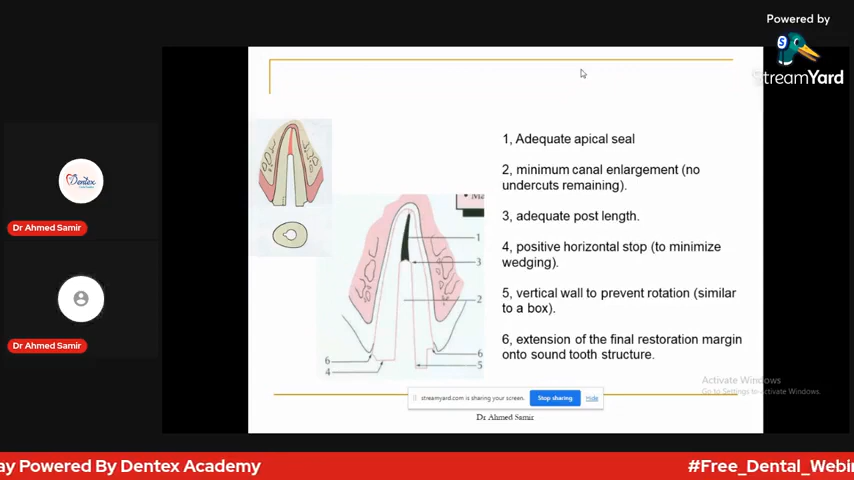 Powered by
StreamYard
Dentex
Dr Ahmed Samir
Dr Ahmed Samir
1, Adequate apical seal
2, minimum canal enlargement (no
undercuts remaining).
3, adequate post length.
4, positive horizontal stop (to minimize
wedging).
5, vertical wall to prevent rotation (similar
to a box).
6, extension of the final restoration margin
onto sound tooth structure.
1
3
2
6
4
6
5
Activate Windows
Go to Settings to activate Windows.
streamyard.com is sharing your screen.
Stop sharing
Hide
Dr Ahmed Samir
ay Powered By Dentex Academy
#Free_Dental_Webin